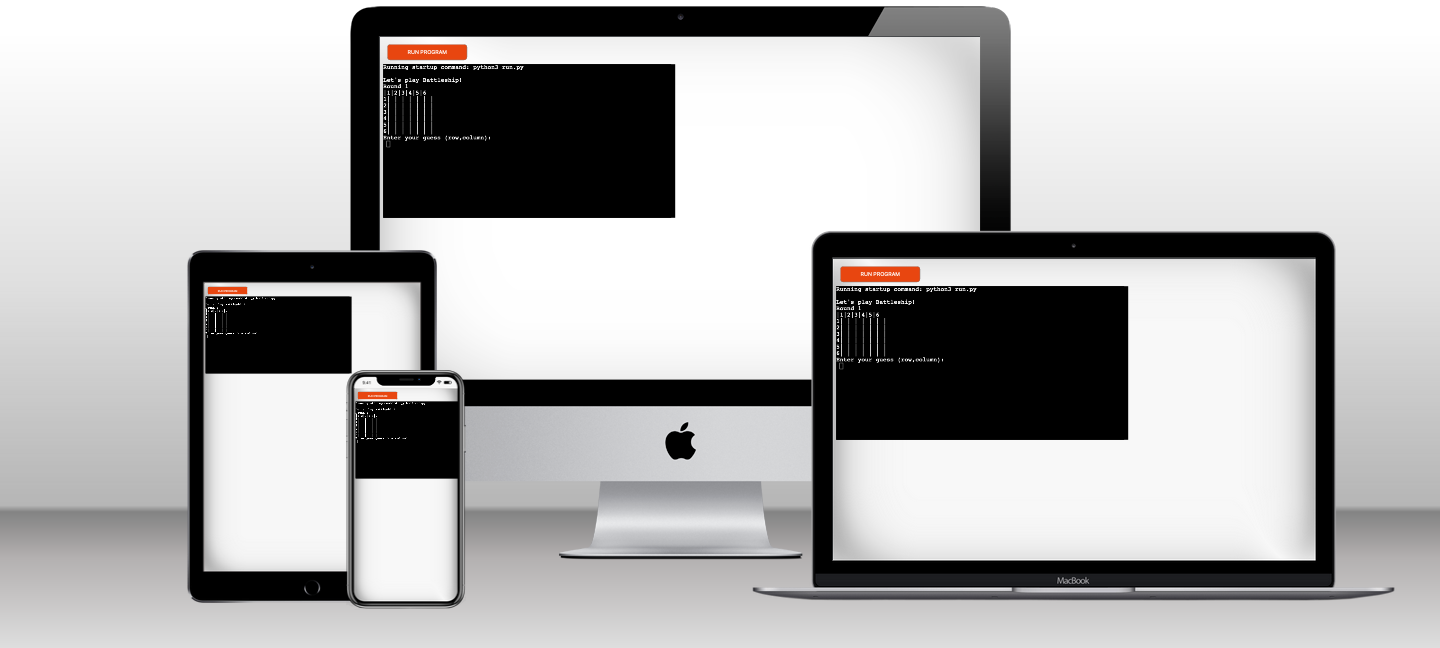 RUN PROGRAM
Running startup command: python3 run.py
Let's play Battleship!
Round 1
|1|2|3|4|5|6
1| | | | | | |
2| | | | | | |
3| | | | | | |
4| | | | | | |
5| | | | | | |
6| | | | | | |
Enter your guess (row,column):
RUN PROGRAM
Running startup command: python3 run.py
Let's play Battleship!
Round 1
|1|2|3|4|5|6
1| | | | | | |
2| | | | | | |
3| | | | | | |
4| | | | | | |
5| | | | | | |
6| | | | | | |
Enter your guess (row,column):
9:41
MacBook